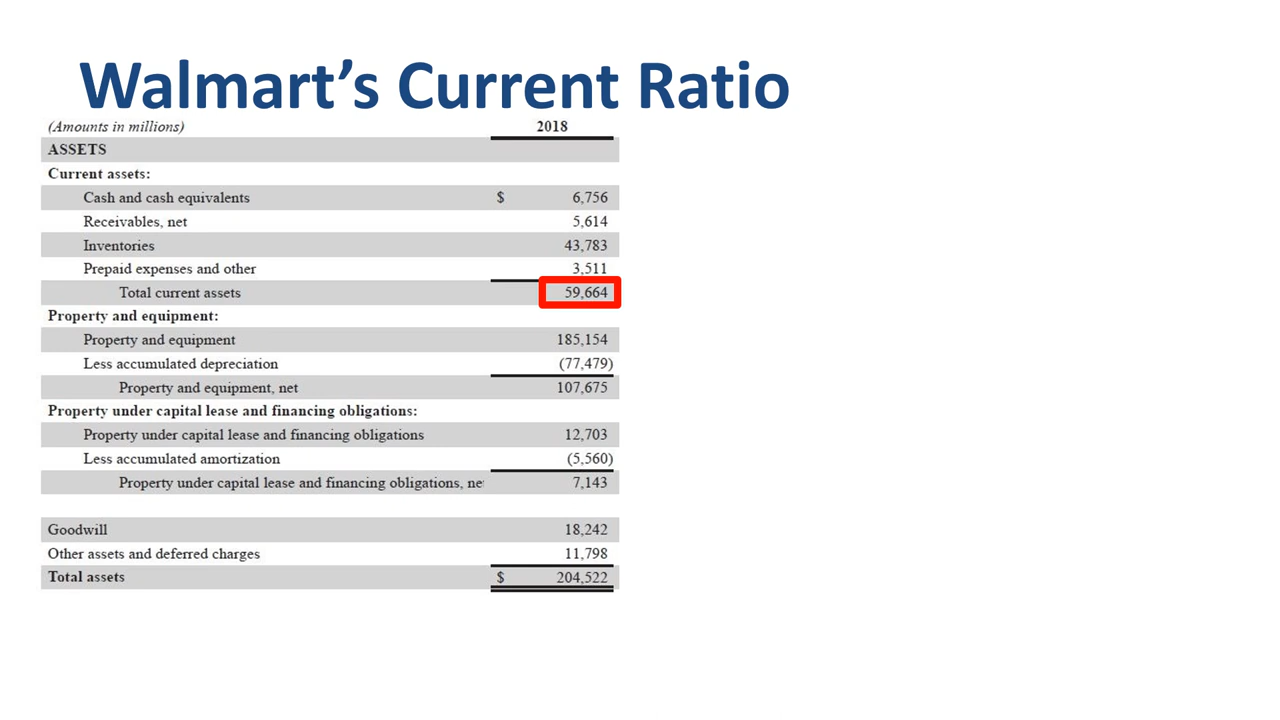 Walmart’s Current Ratio
(Amounts in millions) 2018
ASSETS
Current assets:
Cash and cash equivalents $ 6,756
Receivables, net 5,614
Inventories 43,783
Prepaid expenses and other 3,511
Total current assets 59,664
Property and equipment:
Property and equipment 185,154
Less accumulated depreciation (77,479)
Property and equipment, net 107,675
Property under capital lease and financing obligations:
Property under capital lease and financing obligations 12,703
Less accumulated amortization (5,560)
Property under capital lease and financing obligations, net 7,143
Goodwill 18,242
Other assets and deferred charges 11,798
Total assets $ 204,522